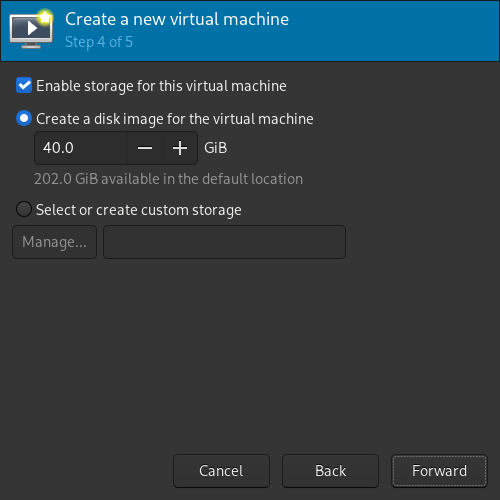 Create a new virtual machine
Step 4 of 5
Enable storage for this virtual machine
Create a disk image for the virtual machine
40.0 GiB
202.0 GiB available in the default location
Select or create custom storage
Manage...
Cancel Back Forward